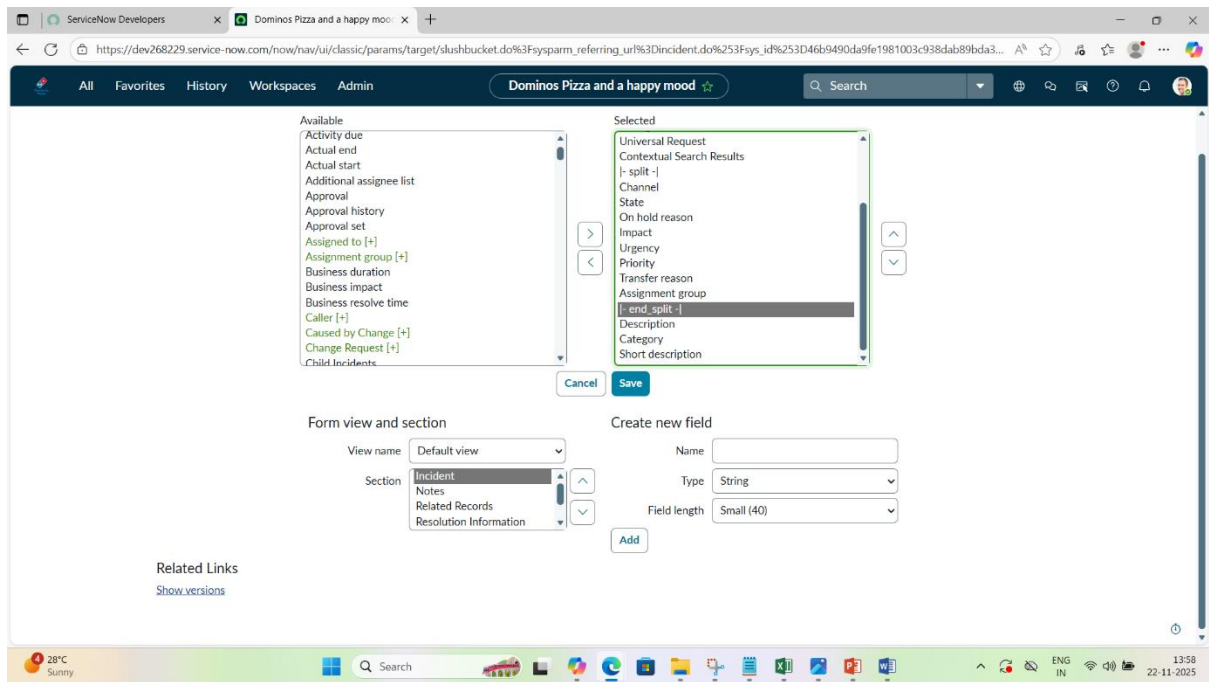 ServiceNow Developers
Dominos Pizza and a happy moo
https://dev268229.service-now.com/now/nav/ui/classic/params/target/slushbucket.do%3Fsysparm_referring_url%3Dincident.do%253Fsys_id%253D46b9490da9fe1981003c938dab89bda3...
All Favorites History Workspaces Admin
Dominos Pizza and a happy mood
Search
Available
Activity due
Actual end
Actual start
Additional assignee list
Approval
Approval history
Approval set
Assigned to [+]
Assignment group [+]
Business duration
Business impact
Business resolve time
Caller [+]
Caused by Change [+]
Change Request [+]
Child Incidents
Selected
Universal Request
Contextual Search Results
|- split -|
Channel
State
On hold reason
Impact
Urgency
Priority
Transfer reason
Assignment group
|- end_split -|
Description
Category
Short description
Cancel Save
Form view and section
View name Default view
Section Incident
Notes
Related Records
Resolution Information
Create new field
Name
Type String
Field length Small (40)
Add
Related Links
Show versions
4
28°C
Sunny
Search
ENG
IN
13:58
22-11-2025